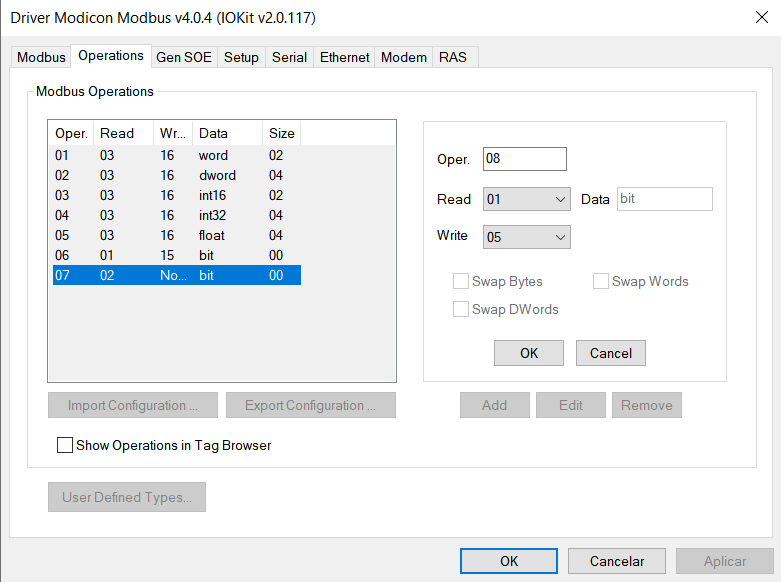 Driver Modicon Modbus v4.0.4 (IOKit v2.0.117)
Modbus Operations Gen SOE Setup Serial Ethernet Modem RAS
Modbus Operations
Oper. Read Wr... Data Size
01 03 16 word 02
02 03 16 dword 04
03 03 16 int16 02
04 03 16 int32 04
05 03 16 float 04
06 01 15 bit 00
07 02 No... bit 00
Oper. 08
Read 01 Data bit
Write 05
Swap Bytes Swap Words
Swap DWords
OK Cancel
Import Configuration ... Export Configuration ... Add Edit Remove
Show Operations in Tag Browser
User Defined Types...
OK Cancelar Aplicar